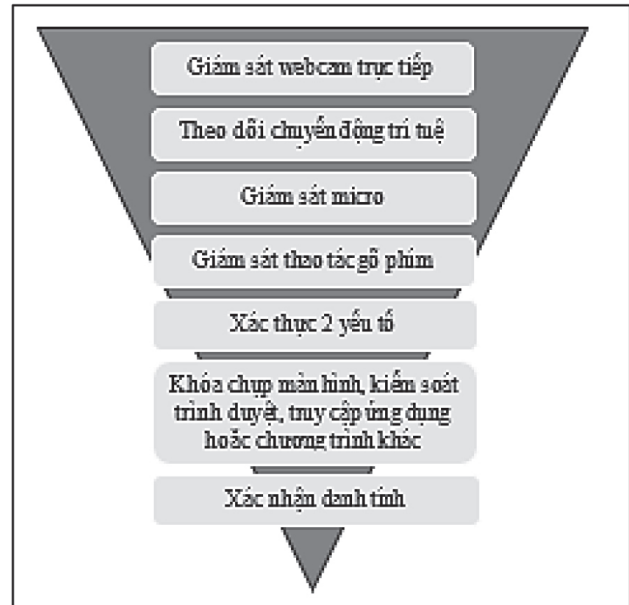 Giám sát webcam trực tiếp
Theo dõi chuyển động trí tuệ
Giám sát micro
Giám sát thao tác gõ phím
Xác thực 2 yếu tố
Khóa chụp màn hình, kiểm soát
trình duyệt, truy cập ứng dụng
hoặc chương trình khác
Xác nhận danh tính